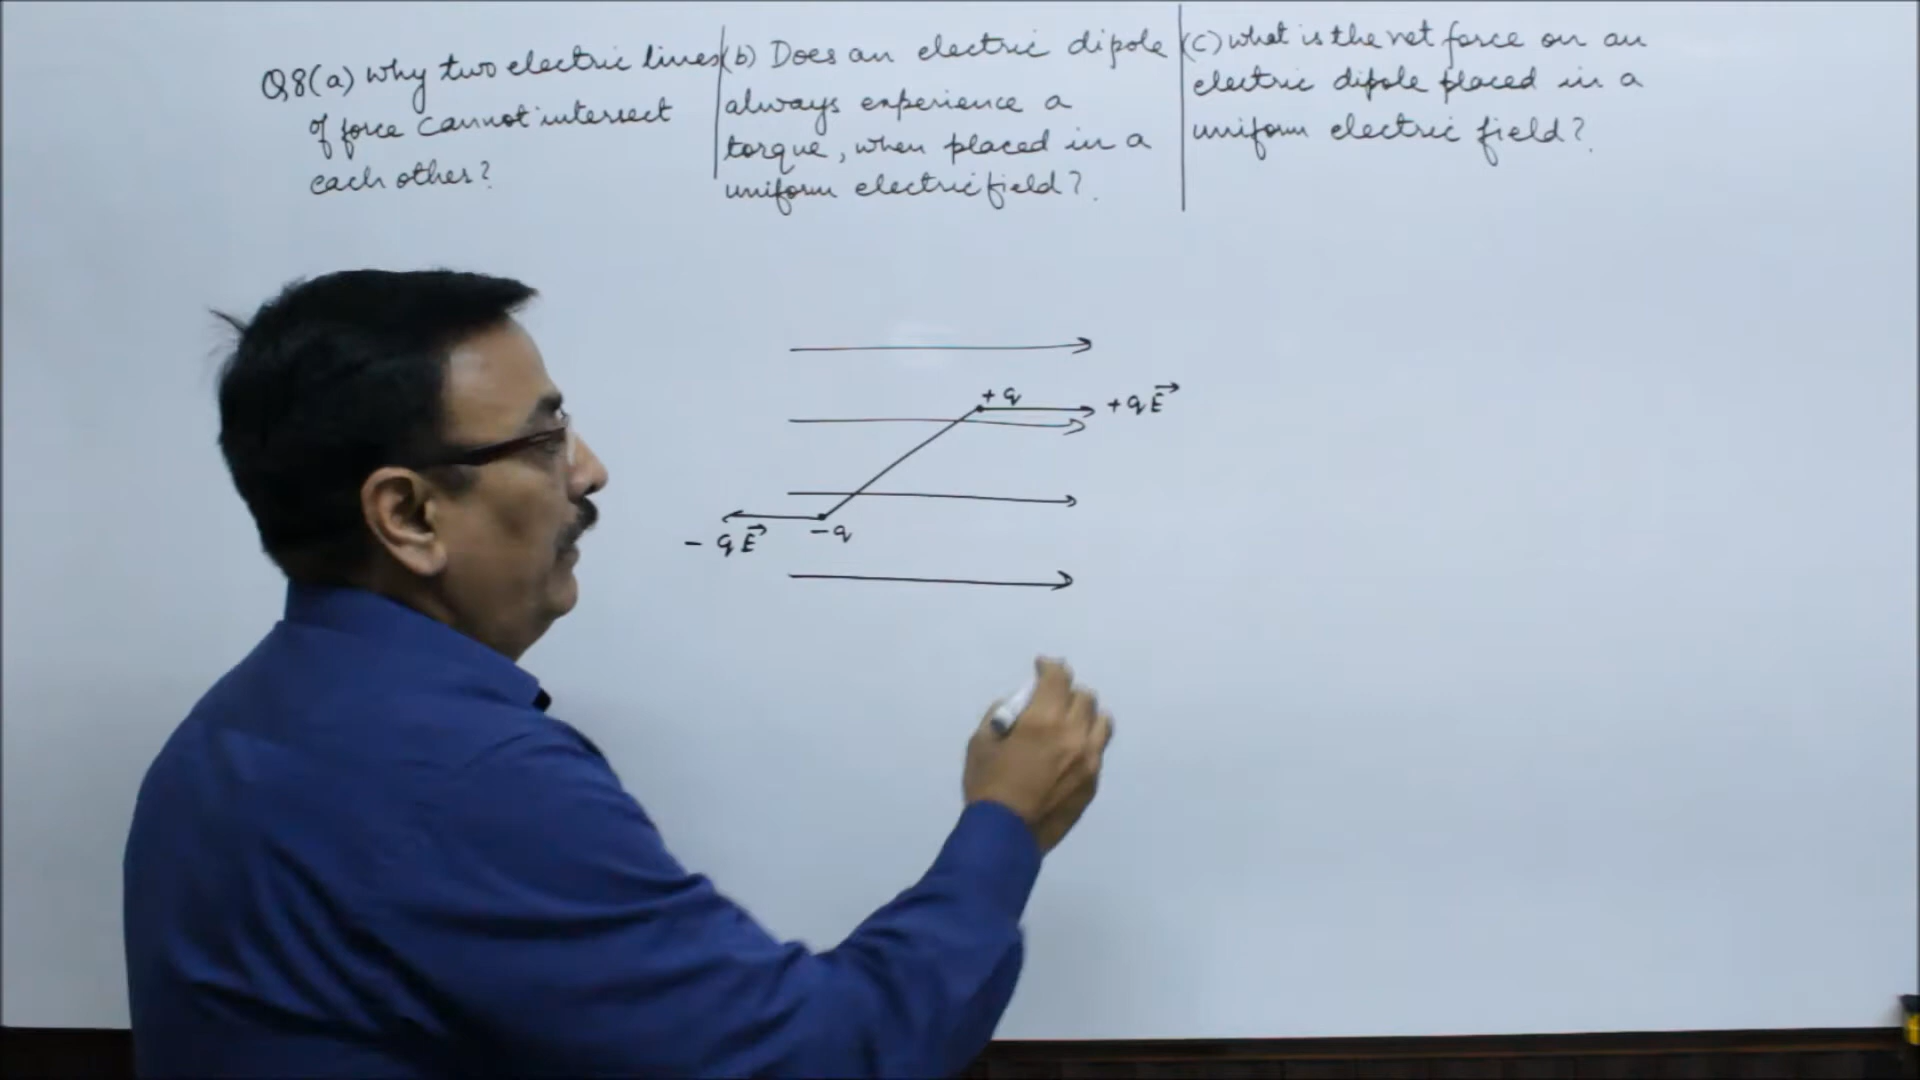 Q8(a) Why two electric lines
of force cannot intersect
each other?
(b) Does an electric dipole
always experience a
torque, when placed in a
uniform electric field?
(c) What is the net force on an
electric dipole placed in a
uniform electric field?
+q
+qE⃗
-qE⃗
-q